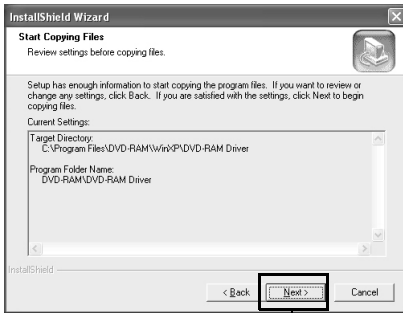 InstallShield Wizard
Start Copying Files
Review settings before copying files.
Setup has enough information to start copying the program files. If you want to review or
change any settings, click Back. If you are satisfied with the settings, click Next to begin
copying files.
Current Settings:
Target Directory:
C:\Program Files\DVD-RAM\WinXP\DVD-RAM Driver
Program Folder Name:
DVD-RAM\DVD-RAM Driver
InstallShield
< Back
Next >
Cancel